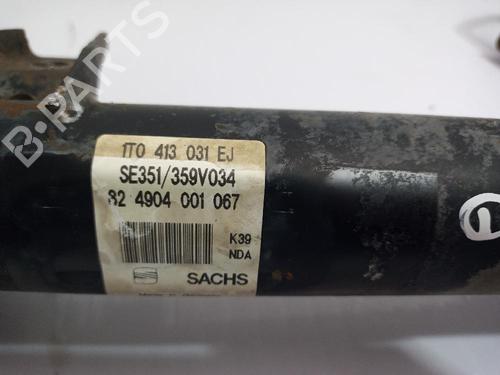 B-PARTS
1T0 413 031 EJ
SE351/359V034
82 4904 001 067
K39
NDA
SACHS